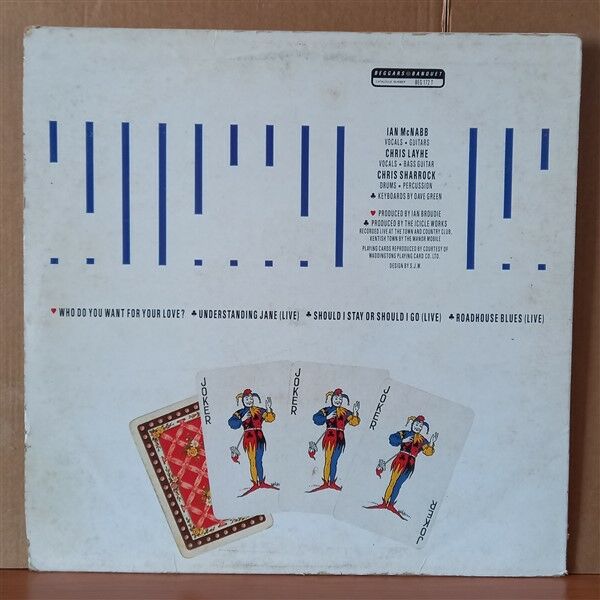 BEGGARS BANQUET
CATALOGUE NUMBER BEG 172 T
IAN McNABB
VOCALS • GUITARS
CHRIS LAYHE
VOCALS • BASS GUITAR
CHRIS SHARROCK
DRUMS • PERCUSSION
♣ KEYBOARDS BY DAVE GREEN
♥ PRODUCED BY IAN BROUDIE
♣ PRODUCED BY THE ICICLE WORKS
RECORDED LIVE AT THE TOWN AND COUNTRY CLUB,
KENTISH TOWN BY THE MANOR MOBILE
PLAYING CARDS REPRODUCED BY COURTESY OF
WADDINGTONS PLAYING CARD CO. LTD.
DESIGN BY S.J.W.
♥ WHO DO YOU WANT FOR YOUR LOVE? ♣ UNDERSTANDING JANE (LIVE) ♣ SHOULD I STAY OR SHOULD I GO (LIVE) ♣ ROADHOUSE BLUES (LIVE)
JOKER
JOKER
JOKER
JOKER